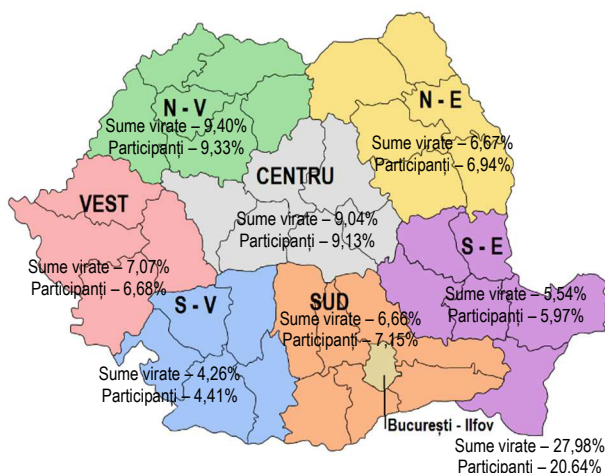 N - V
Sume virate – 9,40%
Participanți – 9,33%
N - E
Sume virate – 6,67%
Participanți – 6,94%
CENTRU
Sume virate – 9,04%
Participanți – 9,13%
VEST
Sume virate – 7,07%
Participanți – 6,68%
S - E
Sume virate – 5,54%
Participanți – 5,97%
S - V
Sume virate – 4,26%
Participanți – 4,41%
SUD
Sume virate – 6,66%
Participanți – 7,15%
București - Ilfov
Sume virate – 27,98%
Participanți – 20,64%